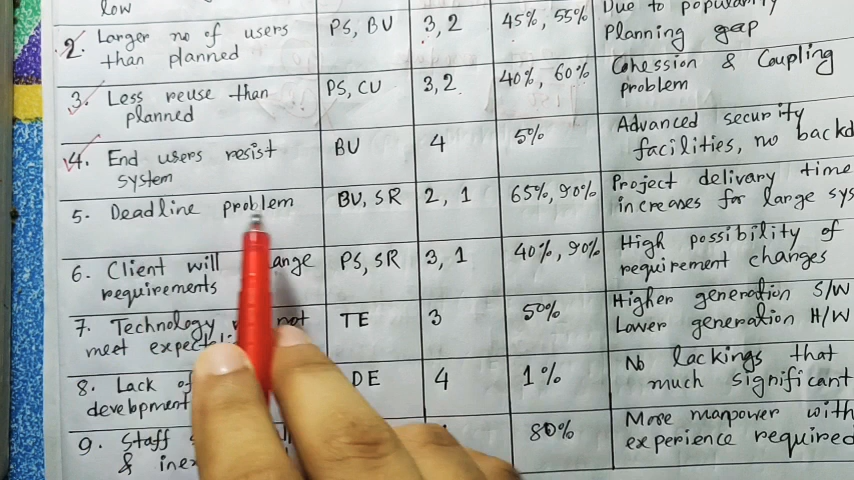 low
2. Larger no of users than planned
PS, BU
3, 2
45%, 55%
Due to popularity
Planning gap
3. Less reuse than planned
PS, CU
3, 2
40%, 60%
Cohession & Coupling
problem
4. End users resist
system
BU
4
5%
Advanced security
facilities, no backd
5. Deadline problem
BU, SR
2, 1
65%, 90%
Project delivary time
increases for large sys
6. Client will ange
requirements
PS, SR
3, 1
40%, 90%
High possibility of
requirement changes
7. Technology not
meet
TE
3
50%
Higher generation S/W
Lower generation H/W
8. Lack of
development
DE
4
1%
No lackings that
much significant
9. Staff
& ine
80%
More manpower with
experience required